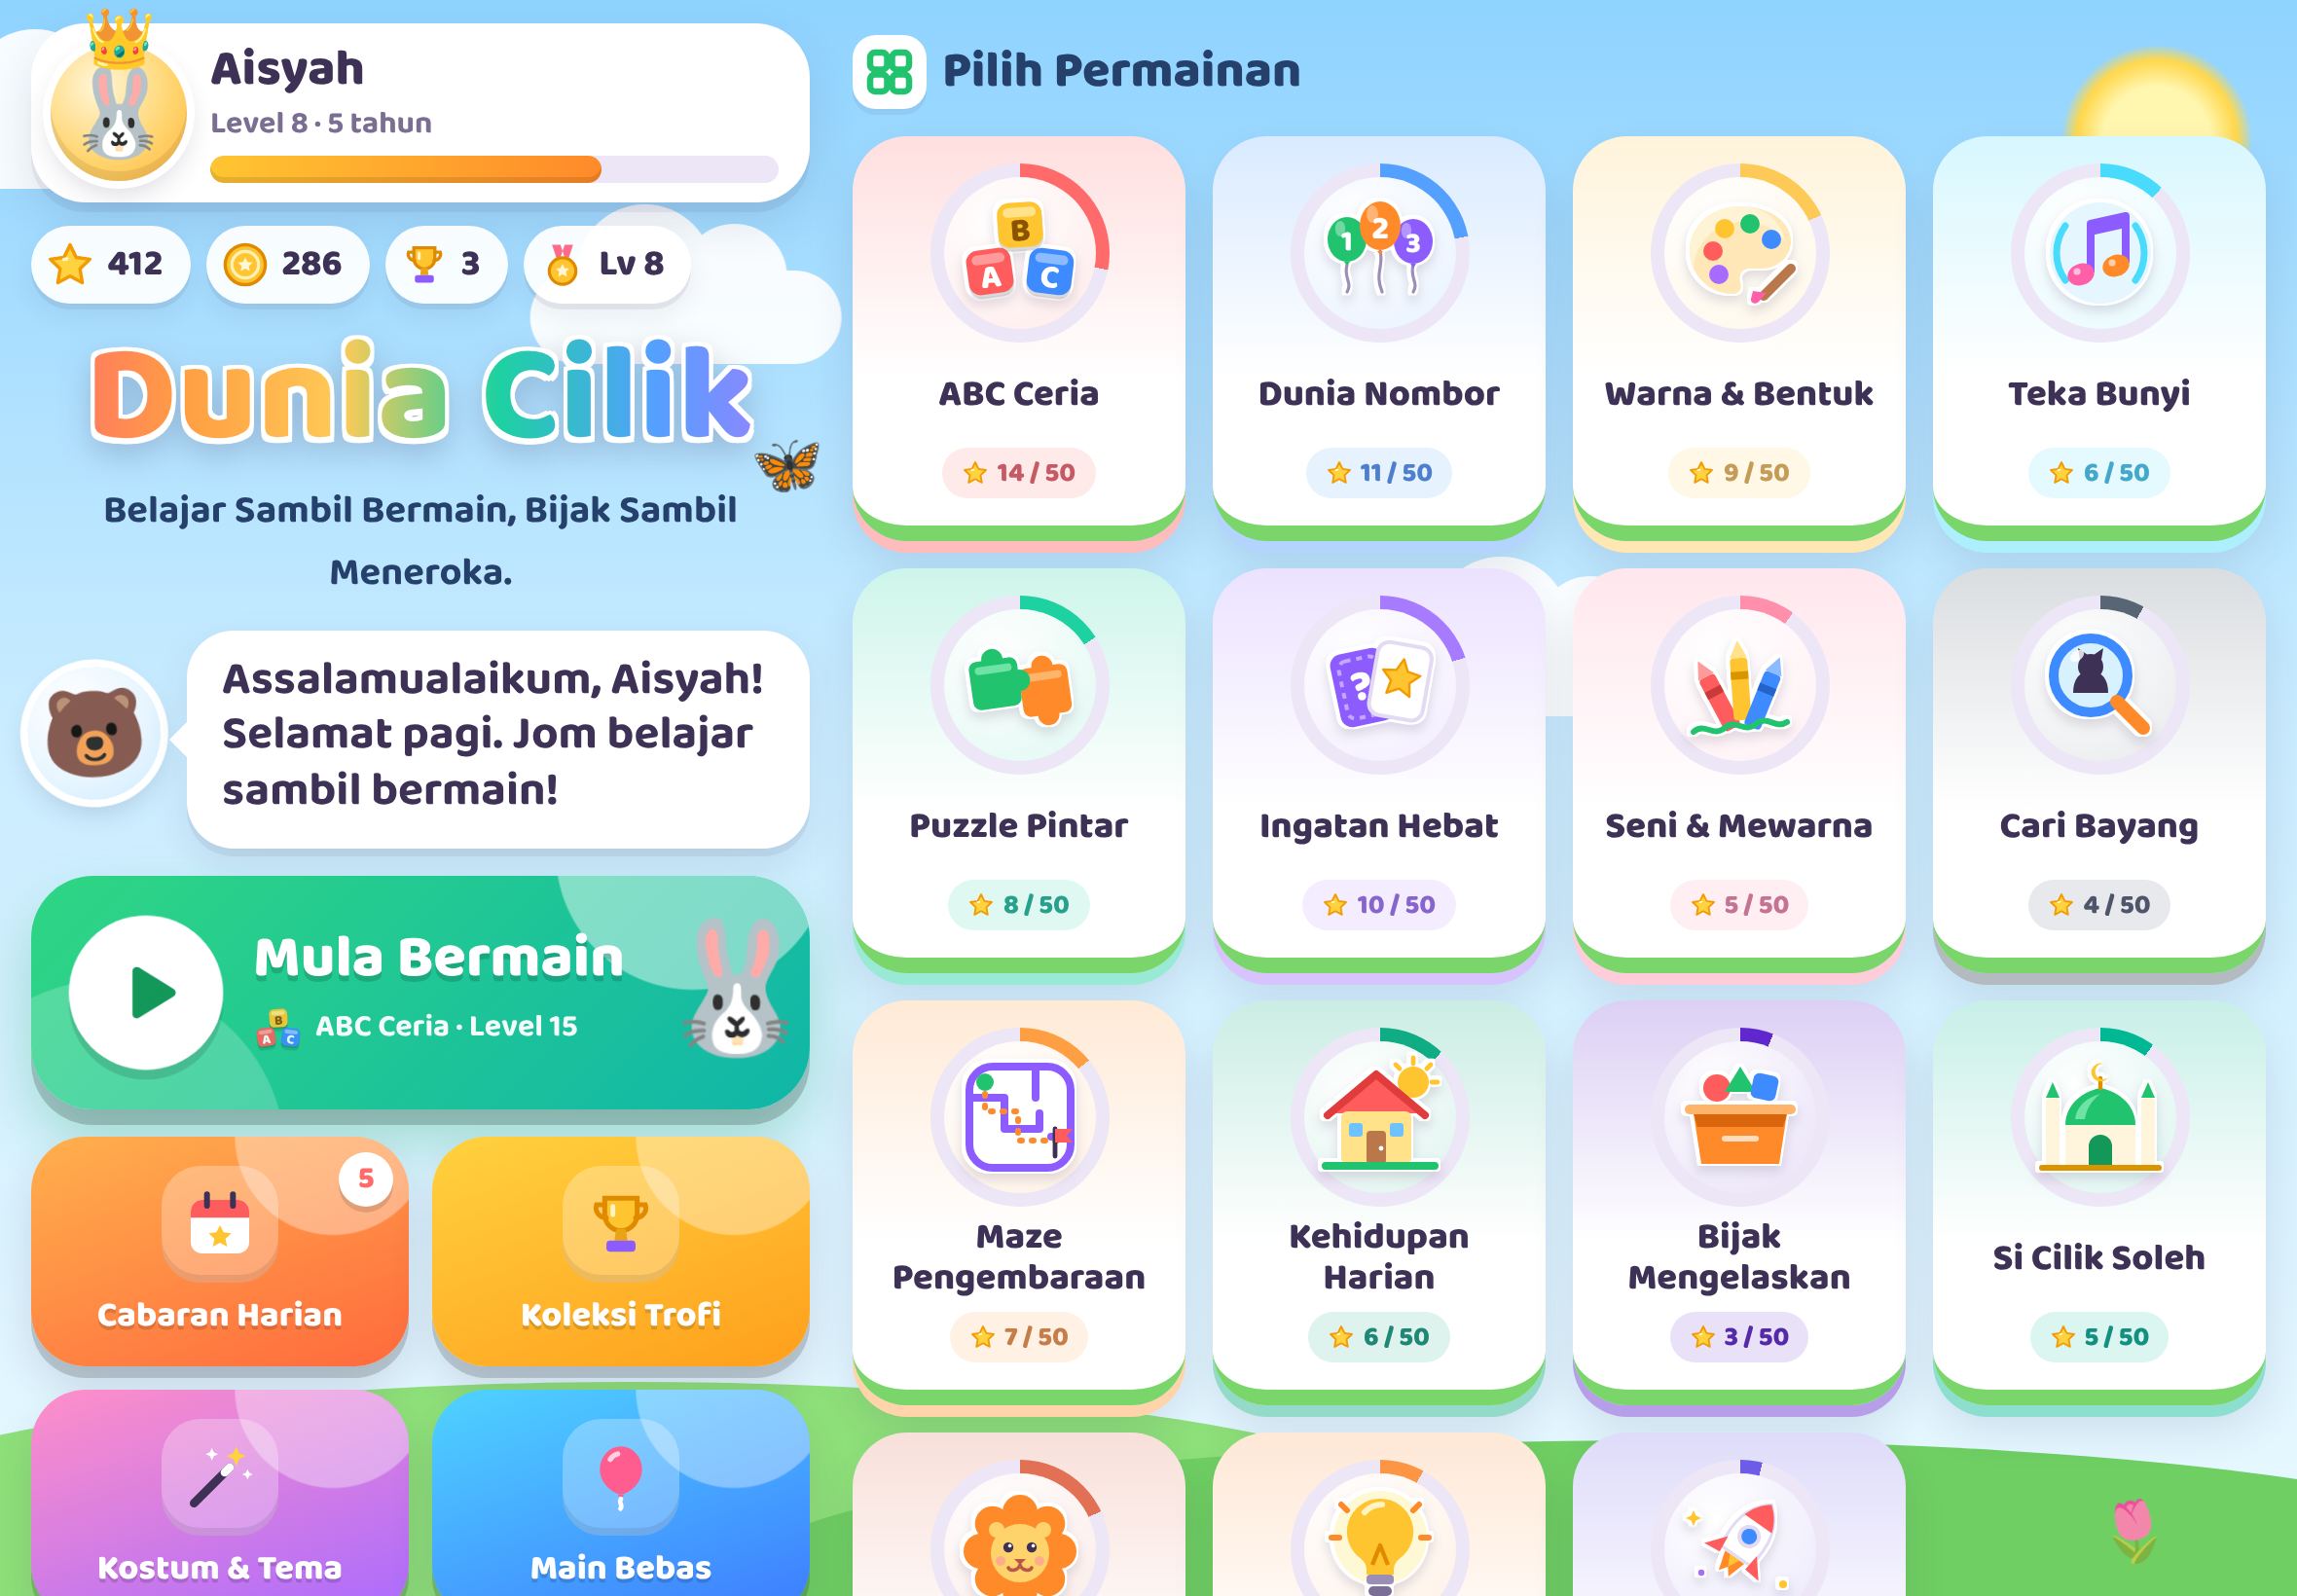 Aisyah
Level 8 · 5 tahun
412
286
3
Lv 8
Dunia Cilik
Belajar Sambil Bermain, Bijak Sambil
Meneroka.
Assalamualaikum, Aisyah!
Selamat pagi. Jom belajar
sambil bermain!
Mula Bermain
B
A C
ABC Ceria · Level 15
5
Cabaran Harian
Koleksi Trofi
Kostum & Tema
Main Bebas
Pilih Permainan
B
A C
ABC Ceria
14 / 50
1 2 3
Dunia Nombor
11 / 50
Warna & Bentuk
9 / 50
Teka Bunyi
6 / 50
Puzzle Pintar
8 / 50
?
Ingatan Hebat
10 / 50
Seni & Mewarna
5 / 50
Cari Bayang
4 / 50
Maze
Pengembaraan
7 / 50
Kehidupan
Harian
6 / 50
Bijak
Mengelaskan
3 / 50
Si Cilik Soleh
5 / 50